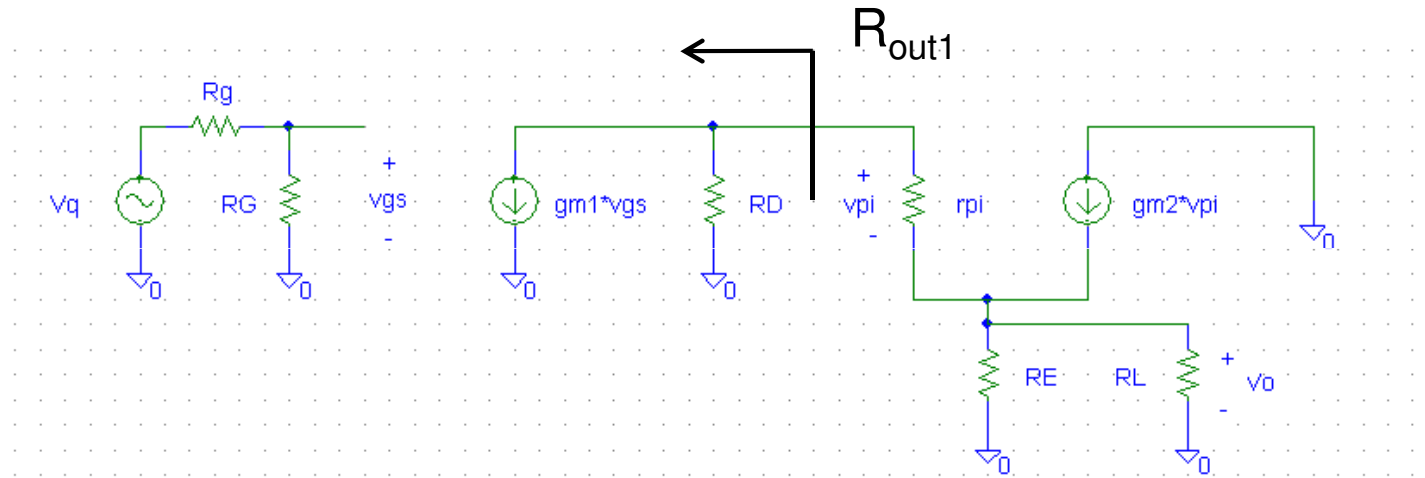 Rout1
Rg
Vq
RG
+
vgs
-
gm1*vgs
RD
+
vpi
-
rpi
gm2*vpi
0
0
0
0
0
RE
RL
+
vo
-
0
0